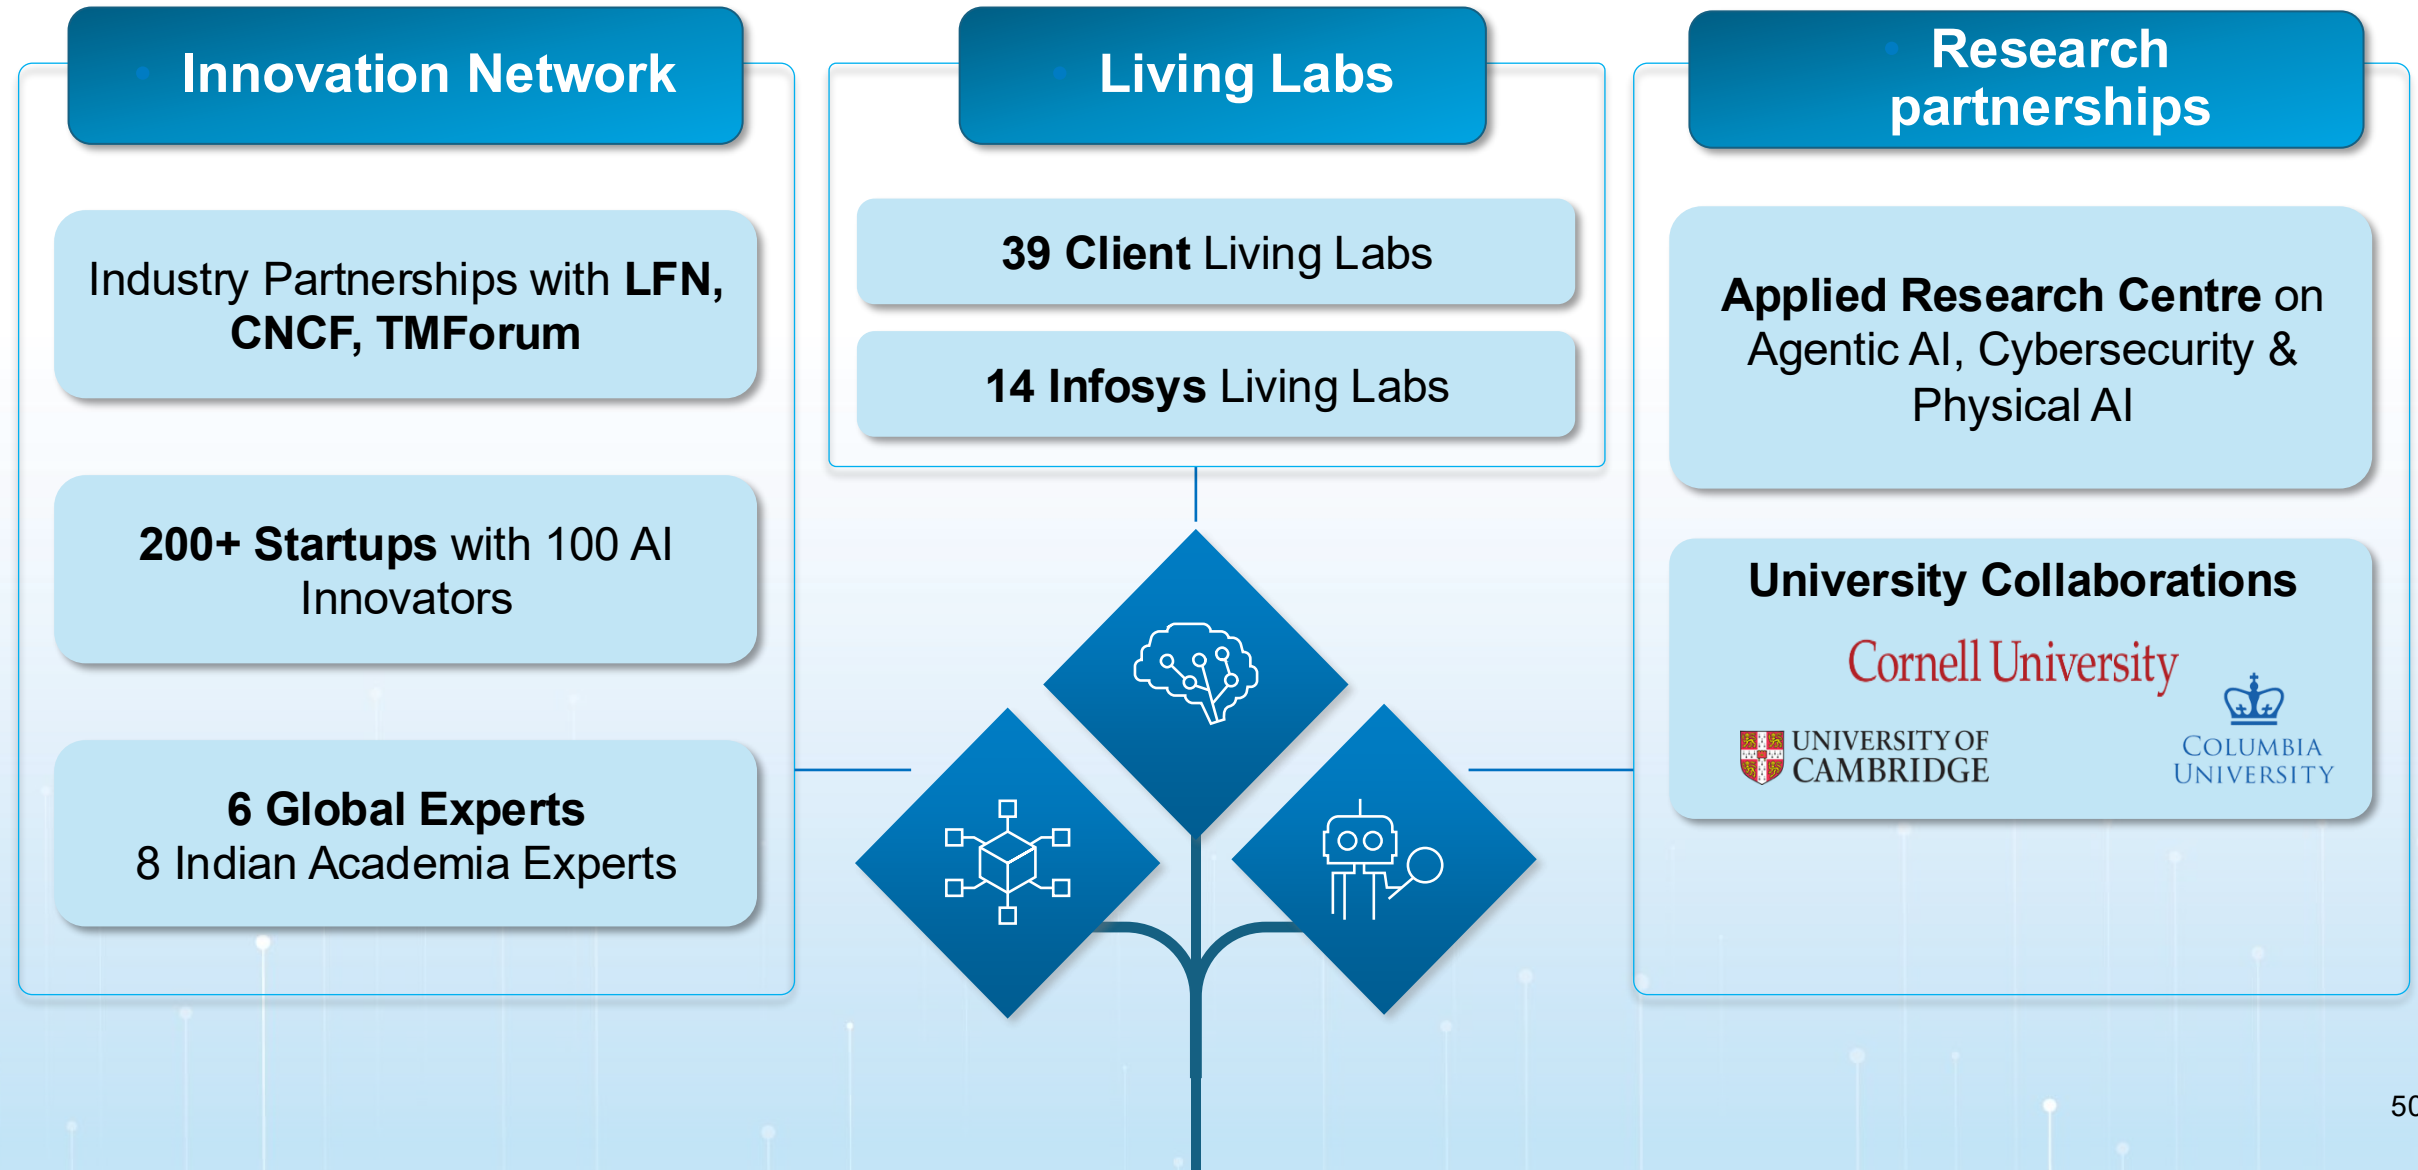 Innovation Network
Industry Partnerships with LFN,
CNCF, TMForum
200+ Startups with 100 AI
Innovators
6 Global Experts
8 Indian Academia Experts
Living Labs
39 Client Living Labs
14 Infosys Living Labs
Research
partnerships
Applied Research Centre on
Agentic AI, Cybersecurity &
Physical AI
University Collaborations
Cornell University
UNIVERSITY OF
CAMBRIDGE
COLUMBIA
UNIVERSITY
50